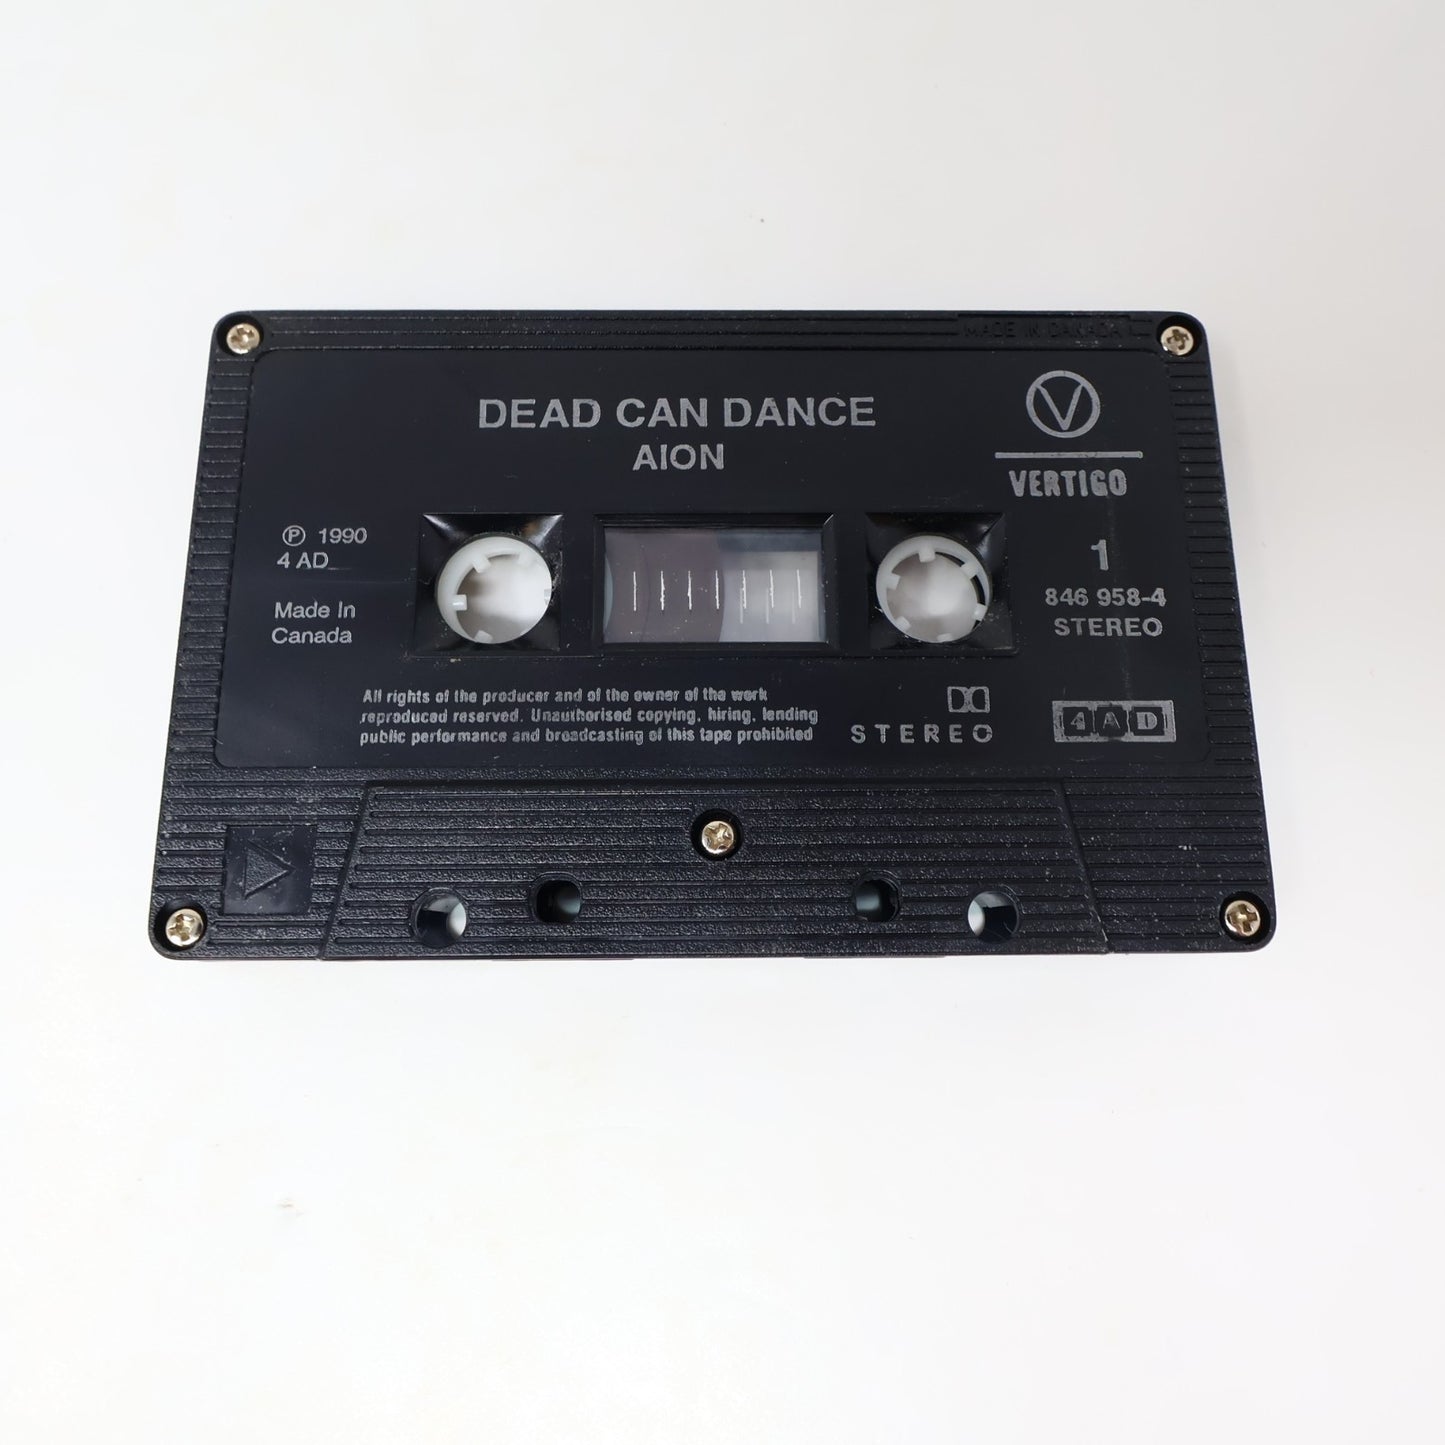 MADE IN CANADA
DEAD CAN DANCE
AION
V
VERTIGO
℗ 1990
4 AD
Made In
Canada
1
846 958-4
STEREO
All rights of the producer and of the owner of the work
reproduced reserved. Unauthorised copying, hiring, lending
public performance and broadcasting of this tape prohibited
STEREO
4AD